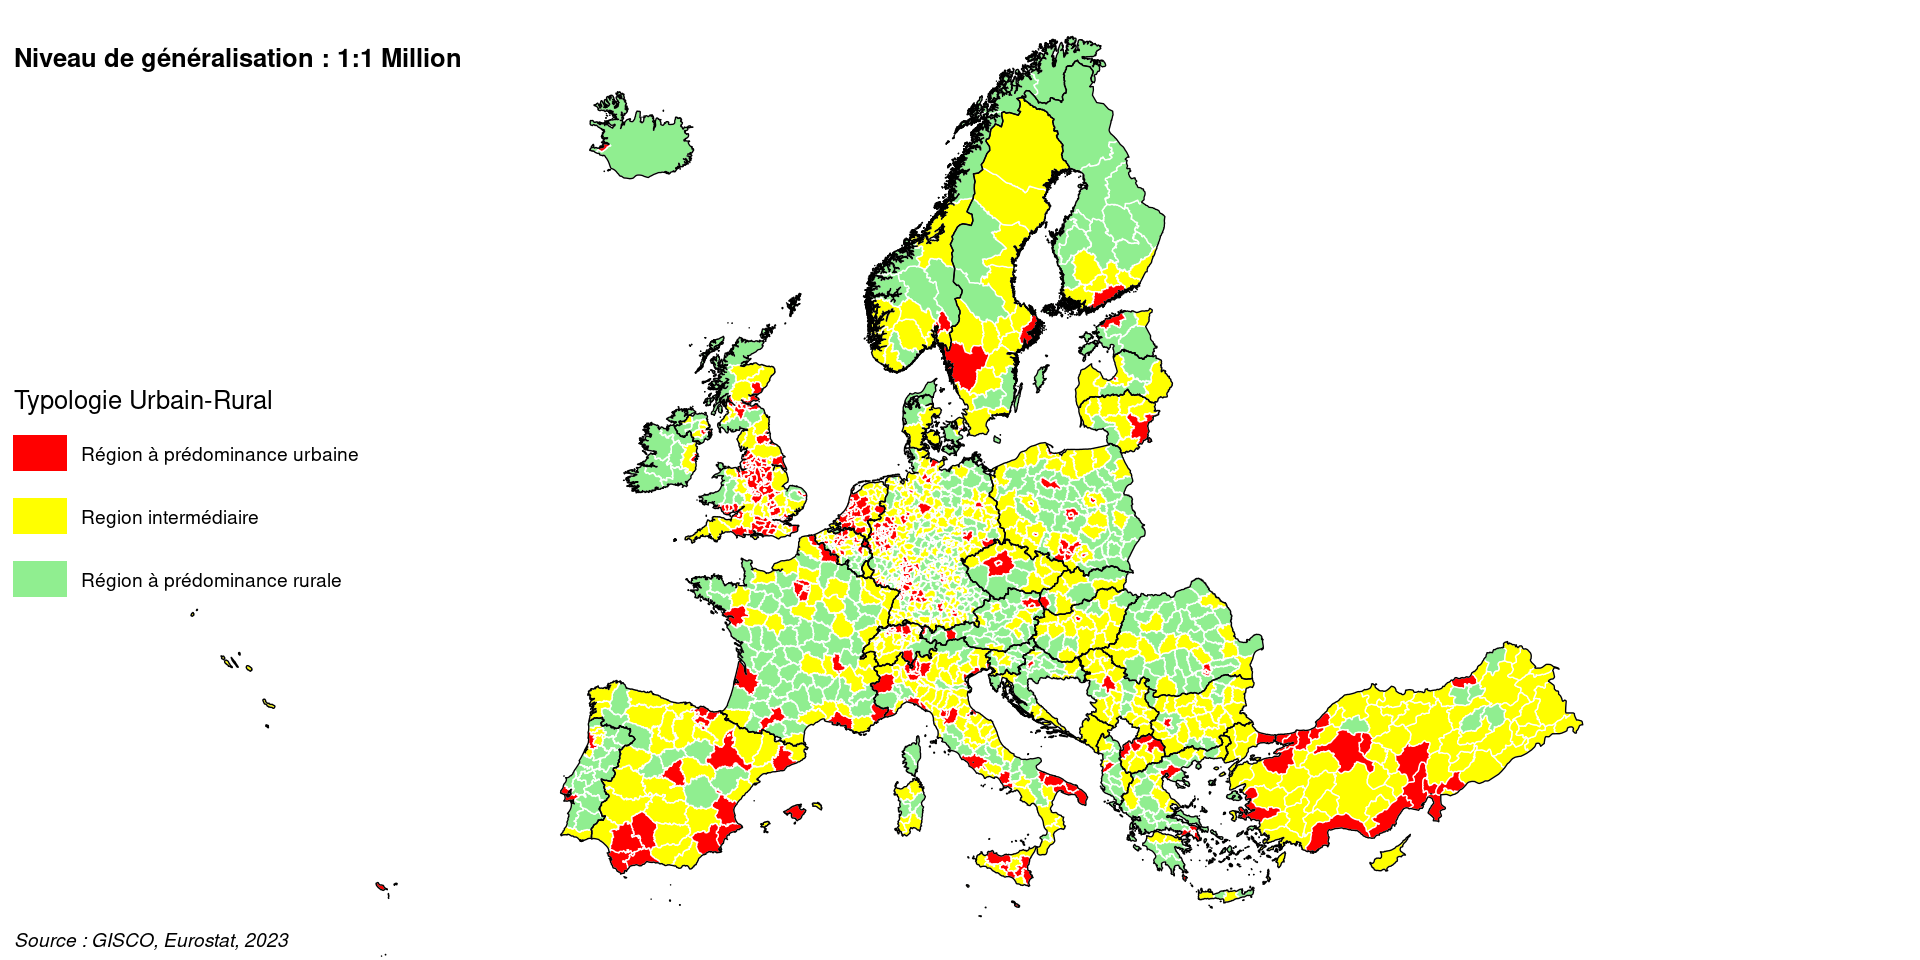 Niveau de généralisation : 1:1 Million
Typologie Urbain-Rural
Région à prédominance urbaine
Region intermédiaire
Région à prédominance rurale
Source : GISCO, Eurostat, 2023